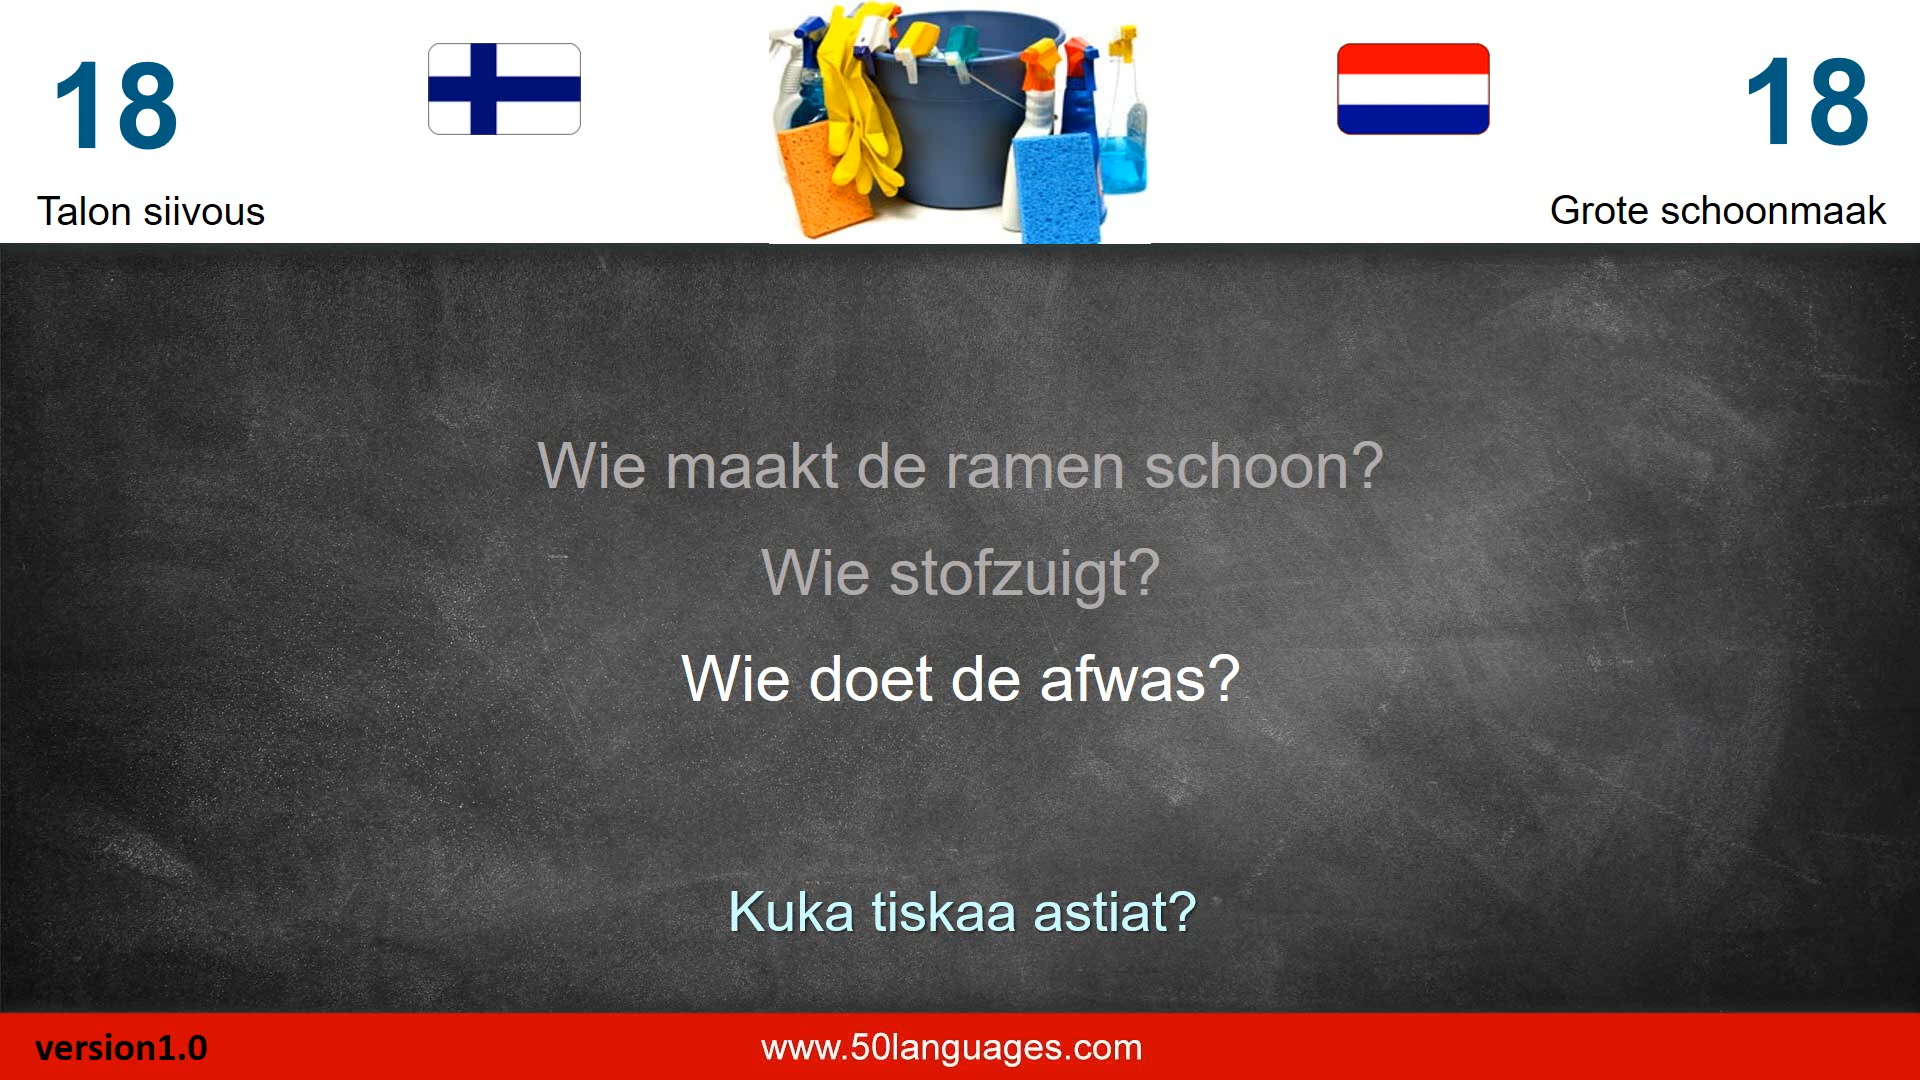 18
18
Talon siivous
Grote schoonmaak
Wie maakt de ramen schoon?
Wie stofzuigt?
Wie doet de afwas?
Kuka tiskaa astiat?
version1.0
www.50languages.com